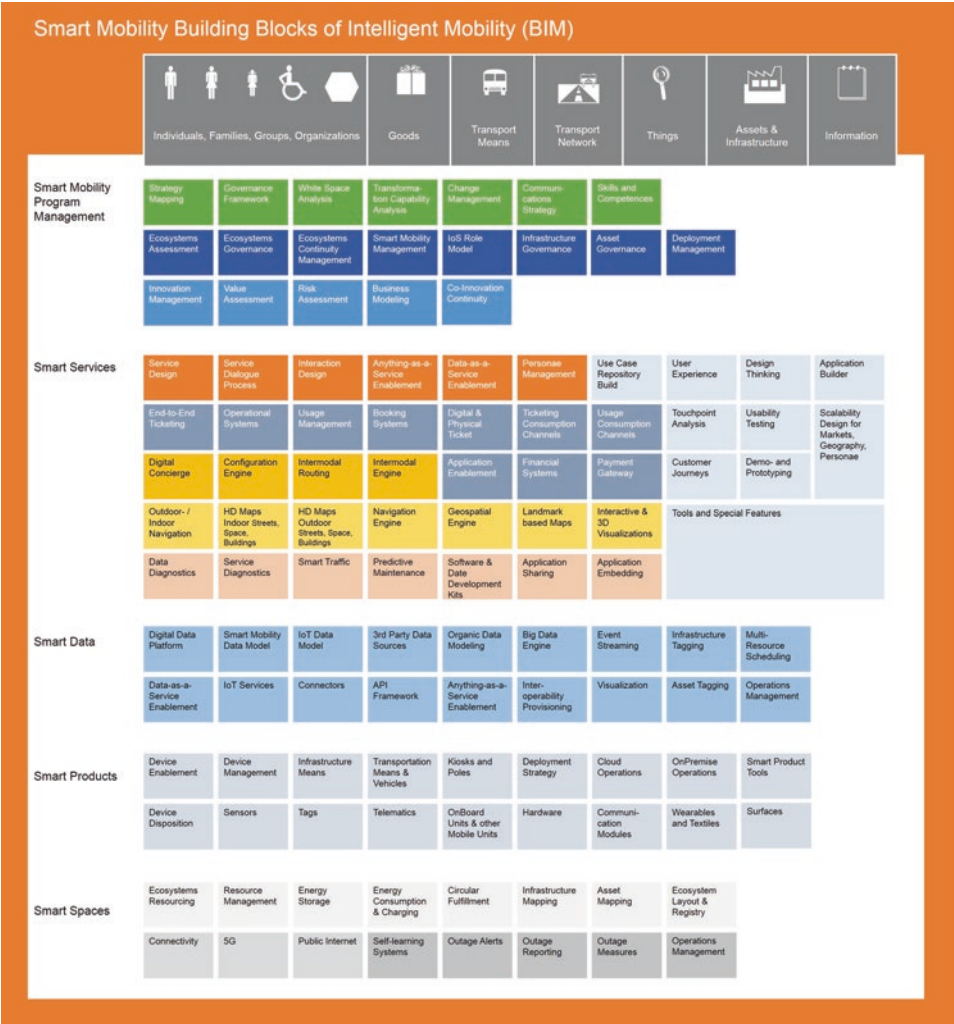 Smart Mobility Building Blocks of Intelligent Mobility (BIM)
Individuals, Families, Groups, Organizations
Goods
Transport
Means
Transport
Network
Things
Assets &
Infrastructure
Information
Smart Mobility
Program
Management
Strategy
Mapping
Governance
Framework
White Space
Analysis
Transforma-
tion Capability
Analysis
Change
Management
Communi-
cations
Strategy
Skills and
Competences
Ecosystems
Assessment
Ecosystems
Governance
Ecosystems
Continuity
Management
Smart Mobility
Management
IoS Role
Model
Infrastructure
Governance
Asset
Governance
Deployment
Management
Innovation
Management
Value
Assessment
Risk
Assessment
Business
Modeling
Co-Innovation
Continuity
Smart Services
Service
Design
Service
Dialogue
Process
Interaction
Design
Anything-as-a-
Service
Enablement
Data-as-a-
Service
Enablement
Personae
Management
Use Case
Repository
Build
User
Experience
Design
Thinking
Application
Builder
End-to-End
Ticketing
Operational
Systems
Usage
Management
Booking
Systems
Digital &
Physical
Ticket
Ticketing
Consumption
Channels
Usage
Consumption
Channels
Touchpoint
Analysis
Usability
Testing
Scalability
Design for
Markets,
Geography,
Personae
Digital
Concierge
Configuration
Engine
Intermodal
Routing
Intermodal
Engine
Application
Enablement
Financial
Systems
Payment
Gateway
Customer
Journeys
Demo- and
Prototyping
Outdoor- /
Indoor
Navigation
HD Maps
Indoor Streets,
Space,
Buildings
HD Maps
Outdoor
Streets, Space,
Buildings
Navigation
Engine
Geospatial
Engine
Landmark
based Maps
Interactive &
3D
Visualizations
Tools and Special Features
Data
Diagnostics
Service
Diagnostics
Smart Traffic
Predictive
Maintenance
Software &
Date
Development
Kits
Application
Sharing
Application
Embedding
Smart Data
Digital Data
Platform
Smart Mobility
Data Model
IoT Data
Model
3rd Party Data
Sources
Organic Data
Modeling
Big Data
Engine
Event
Streaming
Infrastructure
Tagging
Multi-
Resource
Scheduling
Data-as-a-
Service
Enablement
IoT Services
Connectors
API
Framework
Anything-as-a-
Service
Enablement
Inter-
operability
Provisioning
Visualization
Asset Tagging
Operations
Management
Smart Products
Device
Enablement
Device
Management
Infrastructure
Means
Transportation
Means &
Vehicles
Kiosks and
Poles
Deployment
Strategy
Cloud
Operations
OnPremise
Operations
Smart Product
Tools
Device
Disposition
Sensors
Tags
Telematics
OnBoard
Units & other
Mobile Units
Hardware
Communi-
cation
Modules
Wearables
and Textiles
Surfaces
Smart Spaces
Ecosystems
Resourcing
Resource
Management
Energy
Storage
Energy
Consumption
& Charging
Circular
Fulfillment
Infrastructure
Mapping
Asset
Mapping
Ecosystem
Layout &
Registry
Connectivity
5G
Public Internet
Self-learning
Systems
Outage Alerts
Outage
Reporting
Outage
Measures
Operations
Management